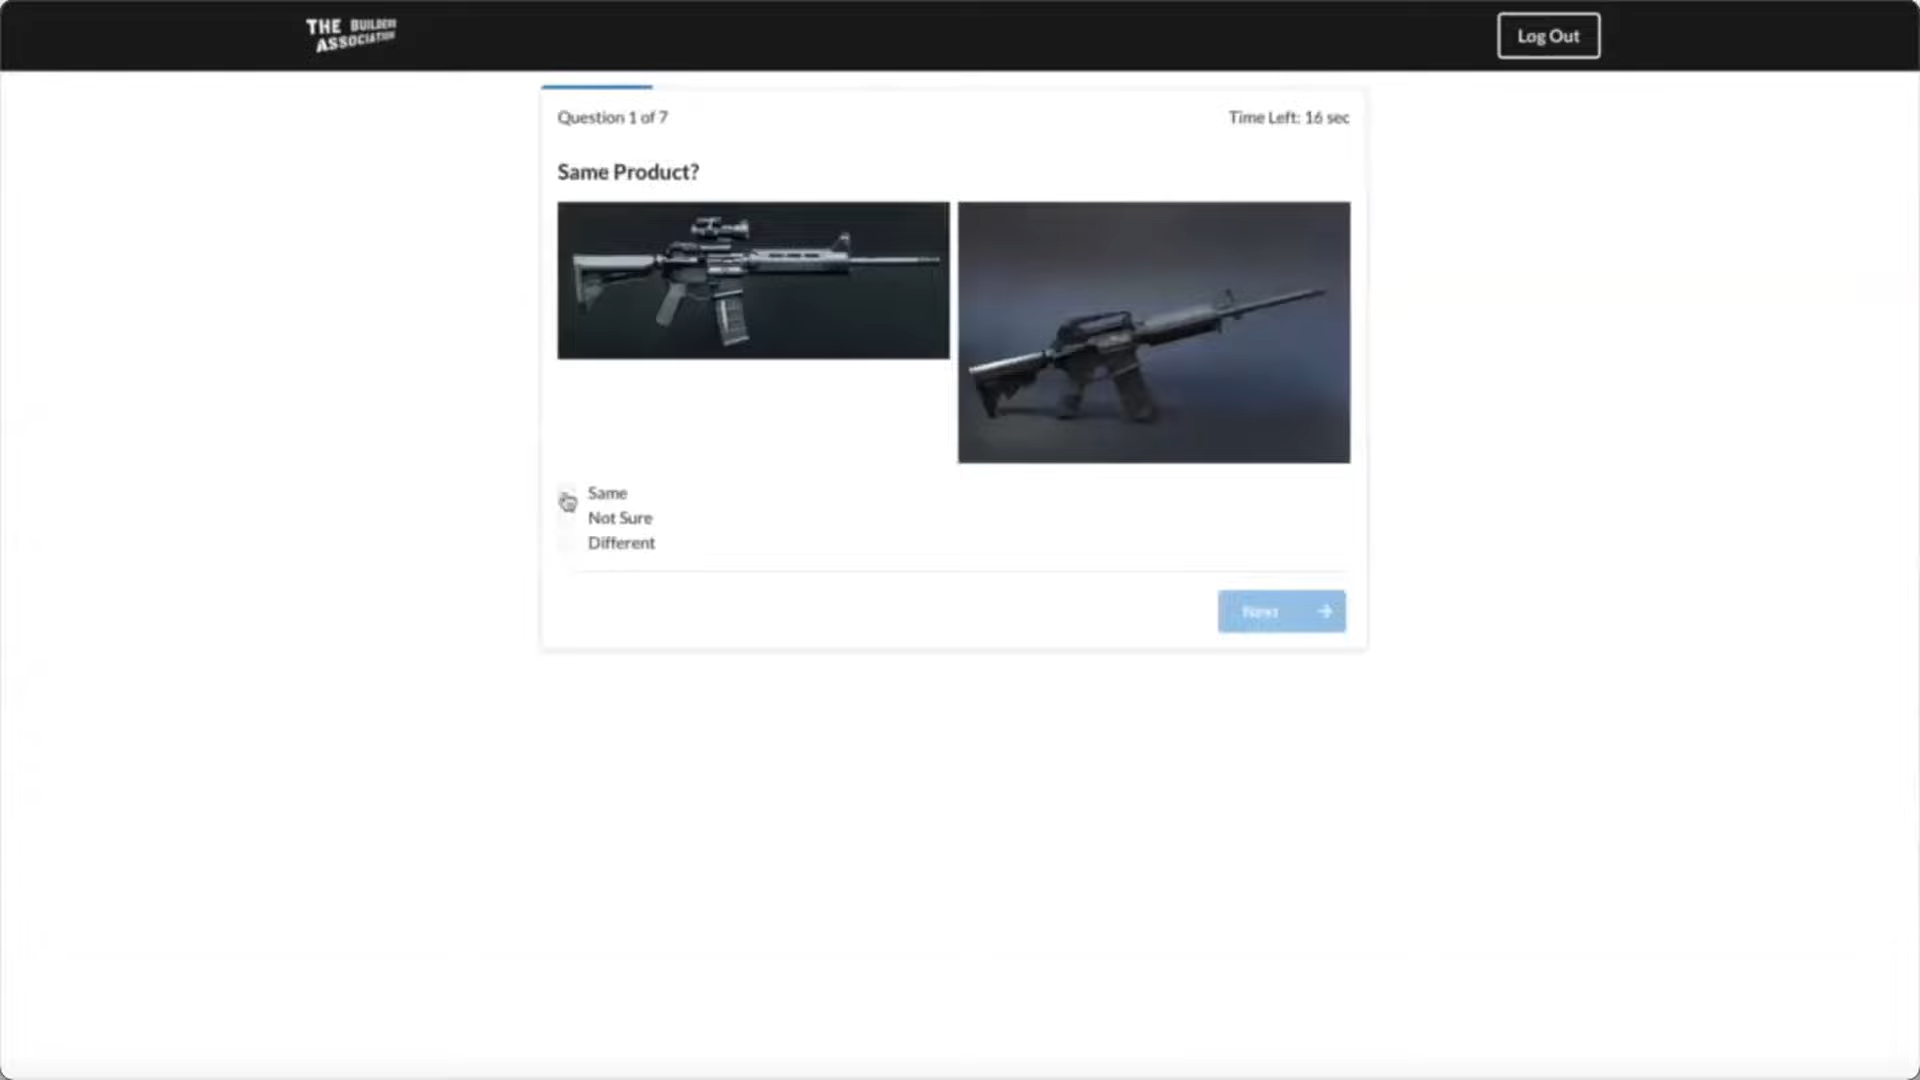 THE BUILDERS
ASSOCIATION
Log Out
Question 1 of 7
Time Left: 16 sec
Same Product?
Same
Not Sure
Different
Next